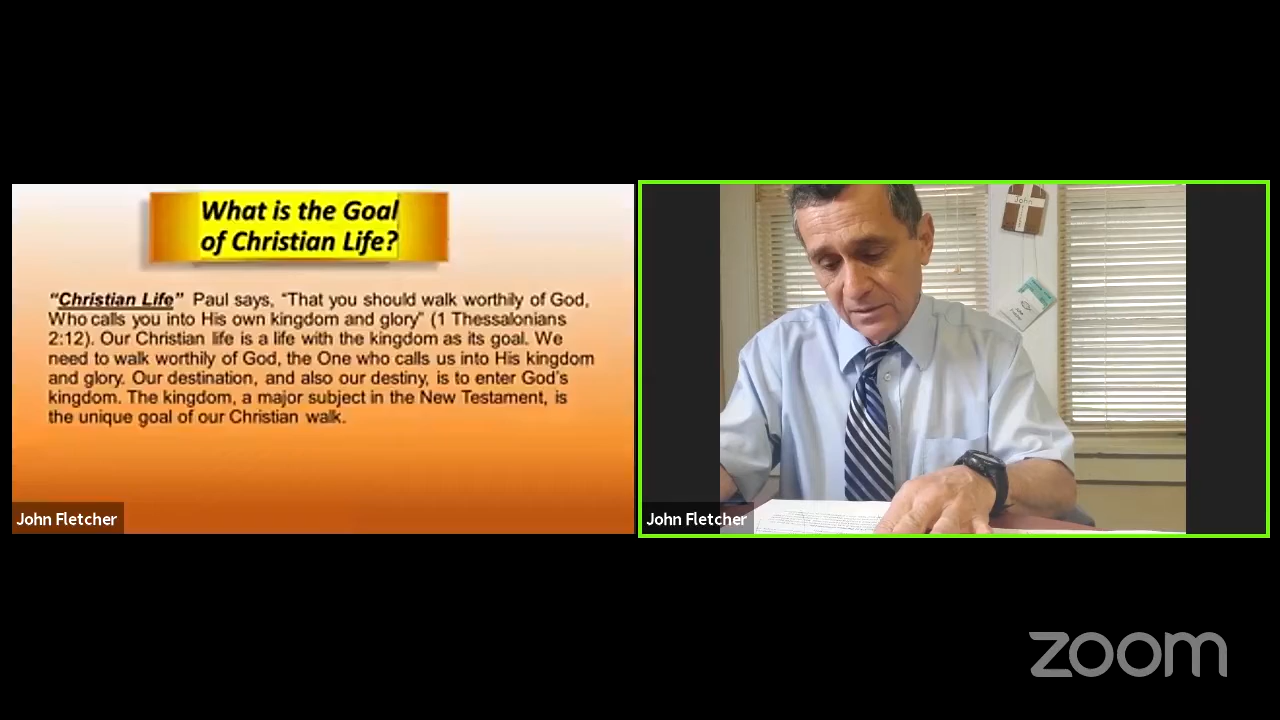 What is the Goal
of Christian Life?
“Christian Life” Paul says, “That you should walk worthily of God,
Who calls you into His own kingdom and glory” (1 Thessalonians
2:12). Our Christian life is a life with the kingdom as its goal. We
need to walk worthily of God, the One who calls us into His kingdom
and glory. Our destination, and also our destiny, is to enter God’s
kingdom. The kingdom, a major subject in the New Testament, is
the unique goal of our Christian walk.
John Fletcher
John
John Fletcher
zoom